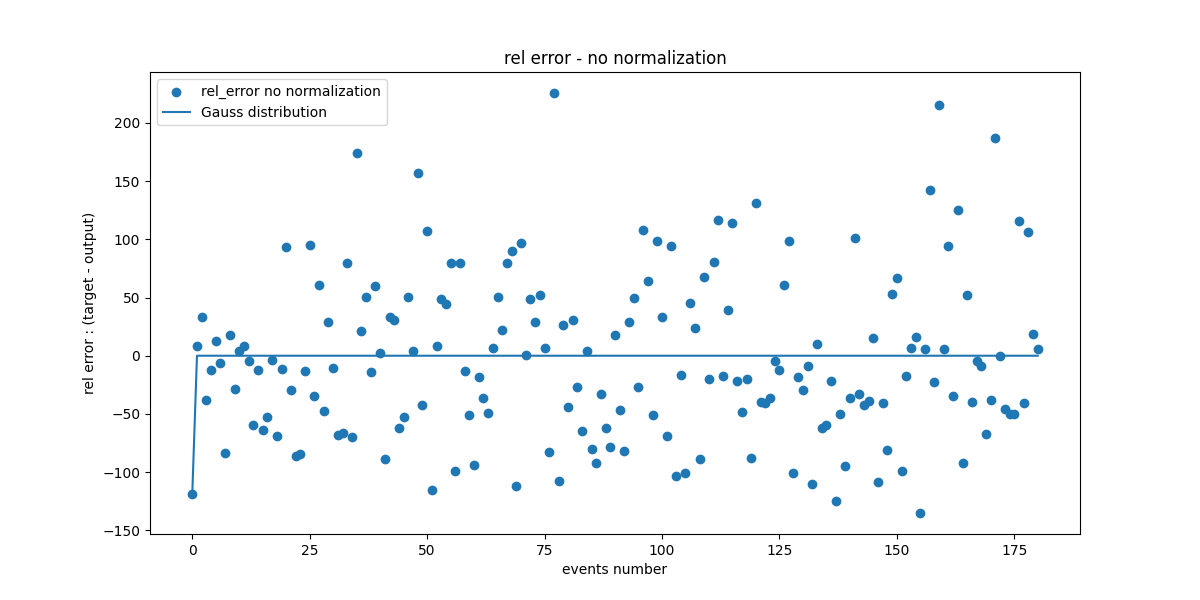 rel error - no normalization
rel_error no normalization
Gauss distribution
rel error : (target - output)
200
150
100
50
0
−50
−100
−150
0 25 50 75 100 125 150 175
events number